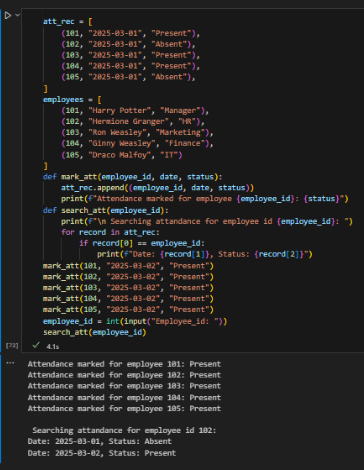 att_rec = [
(101, "2025-03-01", "Present"),
(102, "2025-03-01", "Absent"),
(103, "2025-03-01", "Present"),
(104, "2025-03-01", "Present"),
(105, "2025-03-01", "Absent"),
]
employees = [
(101, "Harry Potter", "Manager"),
(102, "Hermione Granger", "HR"),
(103, "Ron Weasley", "Marketing"),
(104, "Ginny Weasley", "Finance"),
(105, "Draco Malfoy", "IT")
]
def mark_att(employee_id, date, status):
att_rec.append((employee_id, date, status))
print(f"Attendance marked for employee {employee_id}: {status}")
def search_att(employee_id):
print(f"\n Searching attandance for employee id {employee_id}: ")
for record in att_rec:
if record[0] == employee_id:
print(f"Date: {record[1]}, Status: {record[2]}")
mark_att(101, "2025-03-02", "Present")
mark_att(102, "2025-03-02", "Present")
mark_att(103, "2025-03-02", "Present")
mark_att(104, "2025-03-02", "Present")
mark_att(105, "2025-03-02", "Present")
employee_id = int(input("Employee_id: "))
search_att(employee_id)
[73] 4.1s
... Attendance marked for employee 101: Present
Attendance marked for employee 102: Present
Attendance marked for employee 103: Present
Attendance marked for employee 104: Present
Attendance marked for employee 105: Present
Searching attandance for employee id 102:
Date: 2025-03-01, Status: Absent
Date: 2025-03-02, Status: Present